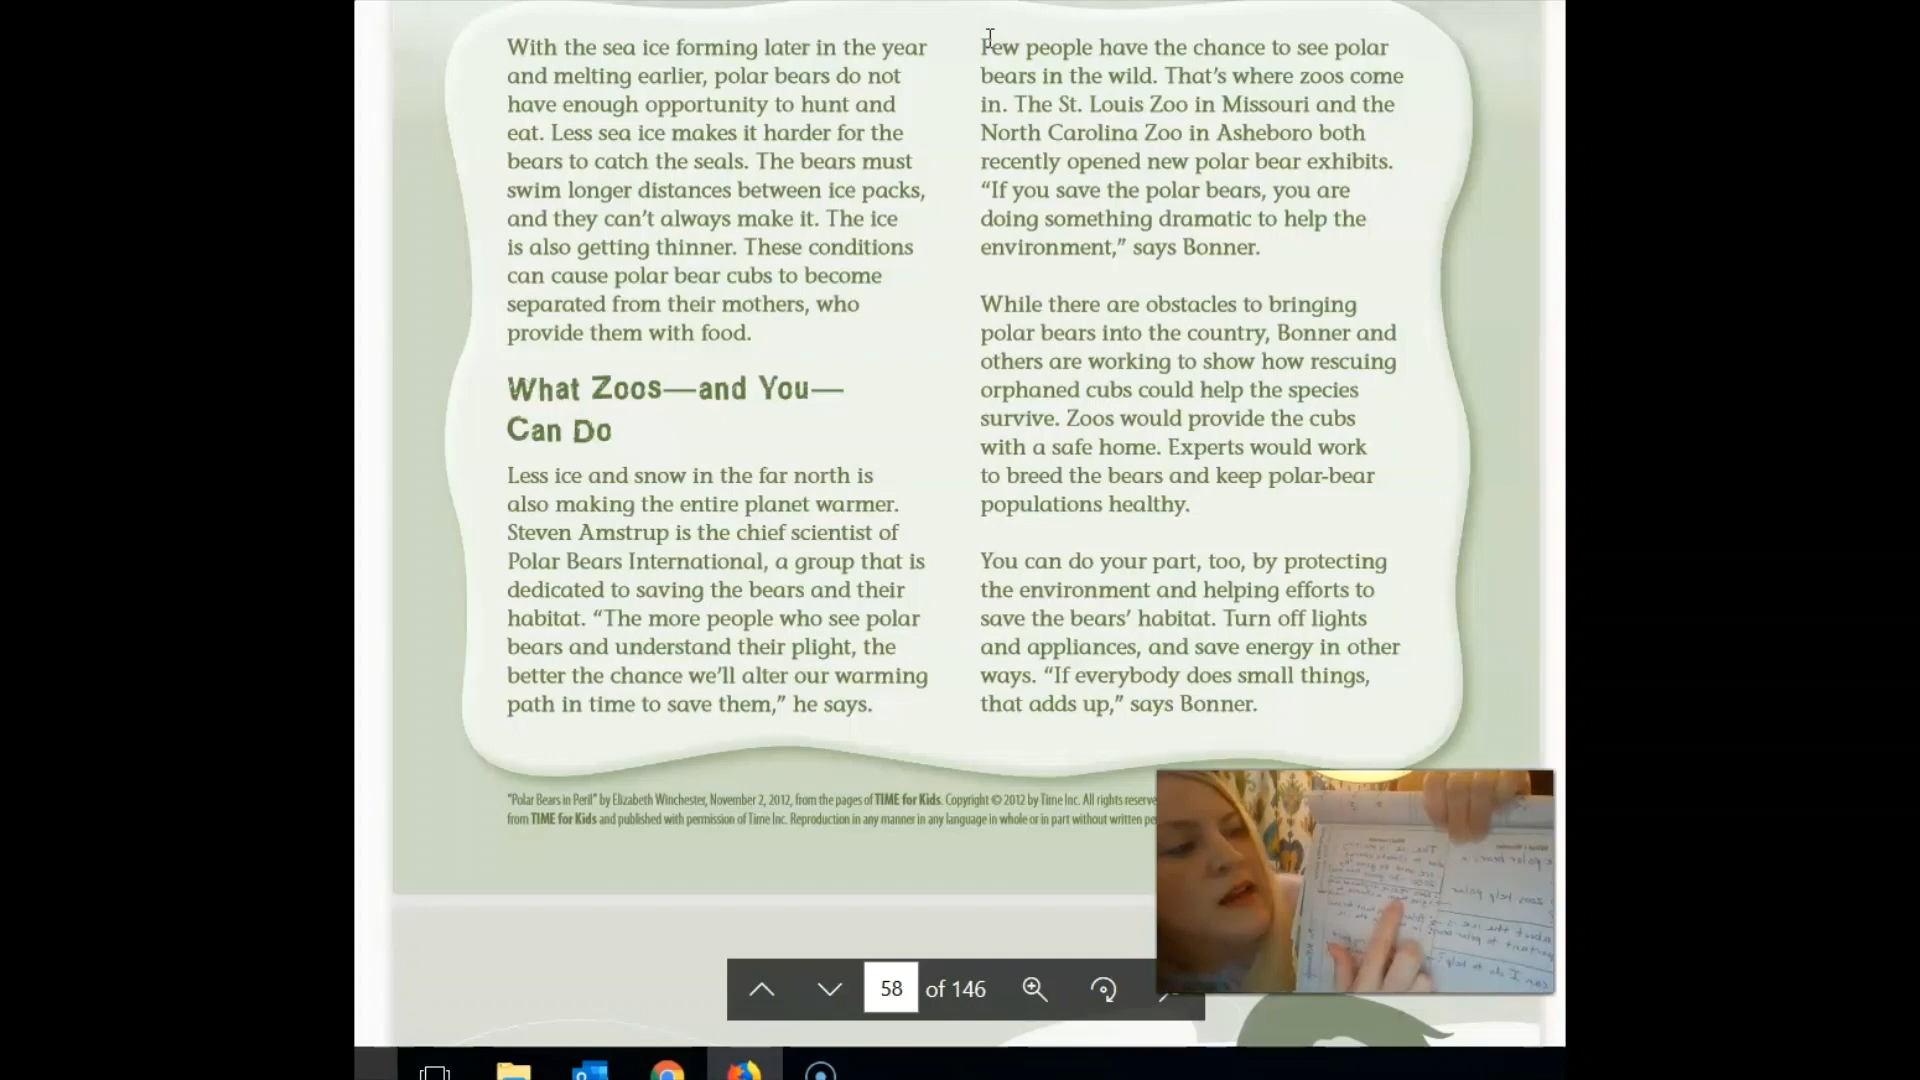 With the sea ice forming later in the year
and melting earlier, polar bears do not
have enough opportunity to hunt and
eat. Less sea ice makes it harder for the
bears to catch the seals. The bears must
swim longer distances between ice packs,
and they can’t always make it. The ice
is also getting thinner. These conditions
can cause polar bear cubs to become
separated from their mothers, who
provide them with food.
What Zoos—and You—
Can Do
Less ice and snow in the far north is
also making the entire planet warmer.
Steven Amstrup is the chief scientist of
Polar Bears International, a group that is
dedicated to saving the bears and their
habitat. “The more people who see polar
bears and understand their plight, the
better the chance we’ll alter our warming
path in time to save them,” he says.
Few people have the chance to see polar
bears in the wild. That’s where zoos come
in. The St. Louis Zoo in Missouri and the
North Carolina Zoo in Asheboro both
recently opened new polar bear exhibits.
“If you save the polar bears, you are
doing something dramatic to help the
environment,” says Bonner.
While there are obstacles to bringing
polar bears into the country, Bonner and
others are working to show how rescuing
orphaned cubs could help the species
survive. Zoos would provide the cubs
with a safe home. Experts would work
to breed the bears and keep polar-bear
populations healthy.
You can do your part, too, by protecting
the environment and helping efforts to
save the bears’ habitat. Turn off lights
and appliances, and save energy in other
ways. “If everybody does small things,
that adds up,” says Bonner.
“Polar Bears in Peril” by Elizabeth Winchester, November 2, 2012, from the pages of TIME for Kids. Copyright © 2012 by Time Inc. All rights
from TIME for Kids and published with permission of Time Inc. Reproduction in any manner in any language in whole or in part without written
58 of 146